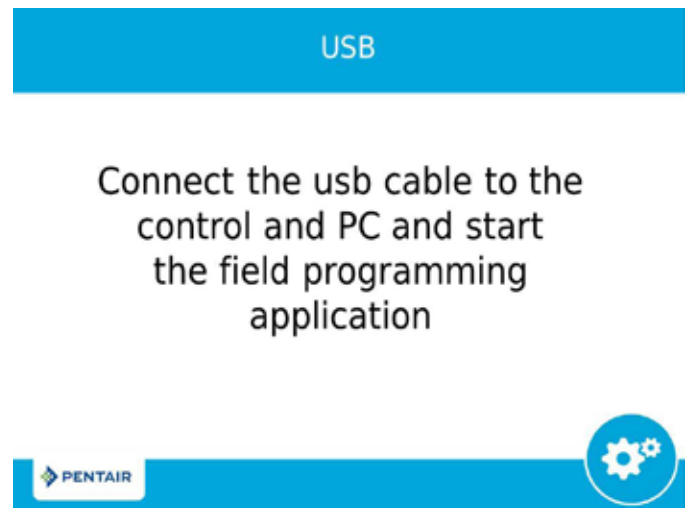 USB
Connect the usb cable to the
control and PC and start
the field programming
application
PENTAIR